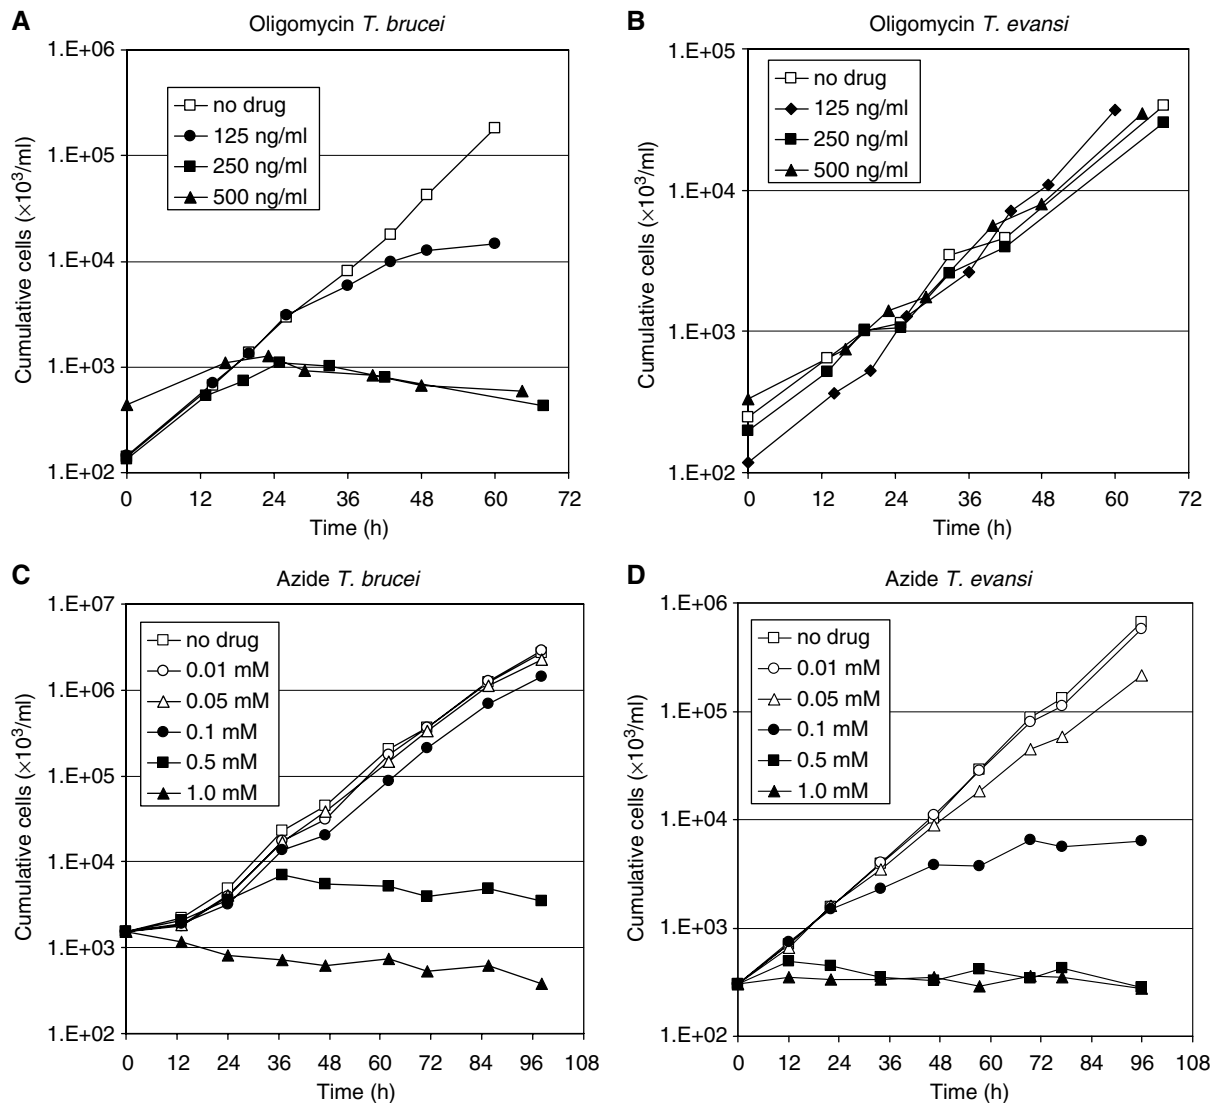 A
Oligomycin T. brucei
1.E+06
1.E+05
1.E+04
1.E+03
1.E+02
Cumulative cells (×10³/ml)
no drug
125 ng/ml
250 ng/ml
500 ng/ml
0 12 24 36 48 60 72
Time (h)
B
Oligomycin T. evansi
1.E+05
1.E+04
1.E+03
1.E+02
Cumulative cells (×10³/ml)
no drug
125 ng/ml
250 ng/ml
500 ng/ml
0 12 24 36 48 60 72
Time (h)
C
Azide T. brucei
1.E+07
1.E+06
1.E+05
1.E+04
1.E+03
1.E+02
Cumulative cells (×10³/ml)
no drug
0.01 mM
0.05 mM
0.1 mM
0.5 mM
1.0 mM
0 12 24 36 48 60 72 84 96 108
Time (h)
D
Azide T. evansi
1.E+06
1.E+05
1.E+04
1.E+03
1.E+02
Cumulative cells (×10³/ml)
no drug
0.01 mM
0.05 mM
0.1 mM
0.5 mM
1.0 mM
0 12 24 36 48 60 72 84 96 108
Time (h)